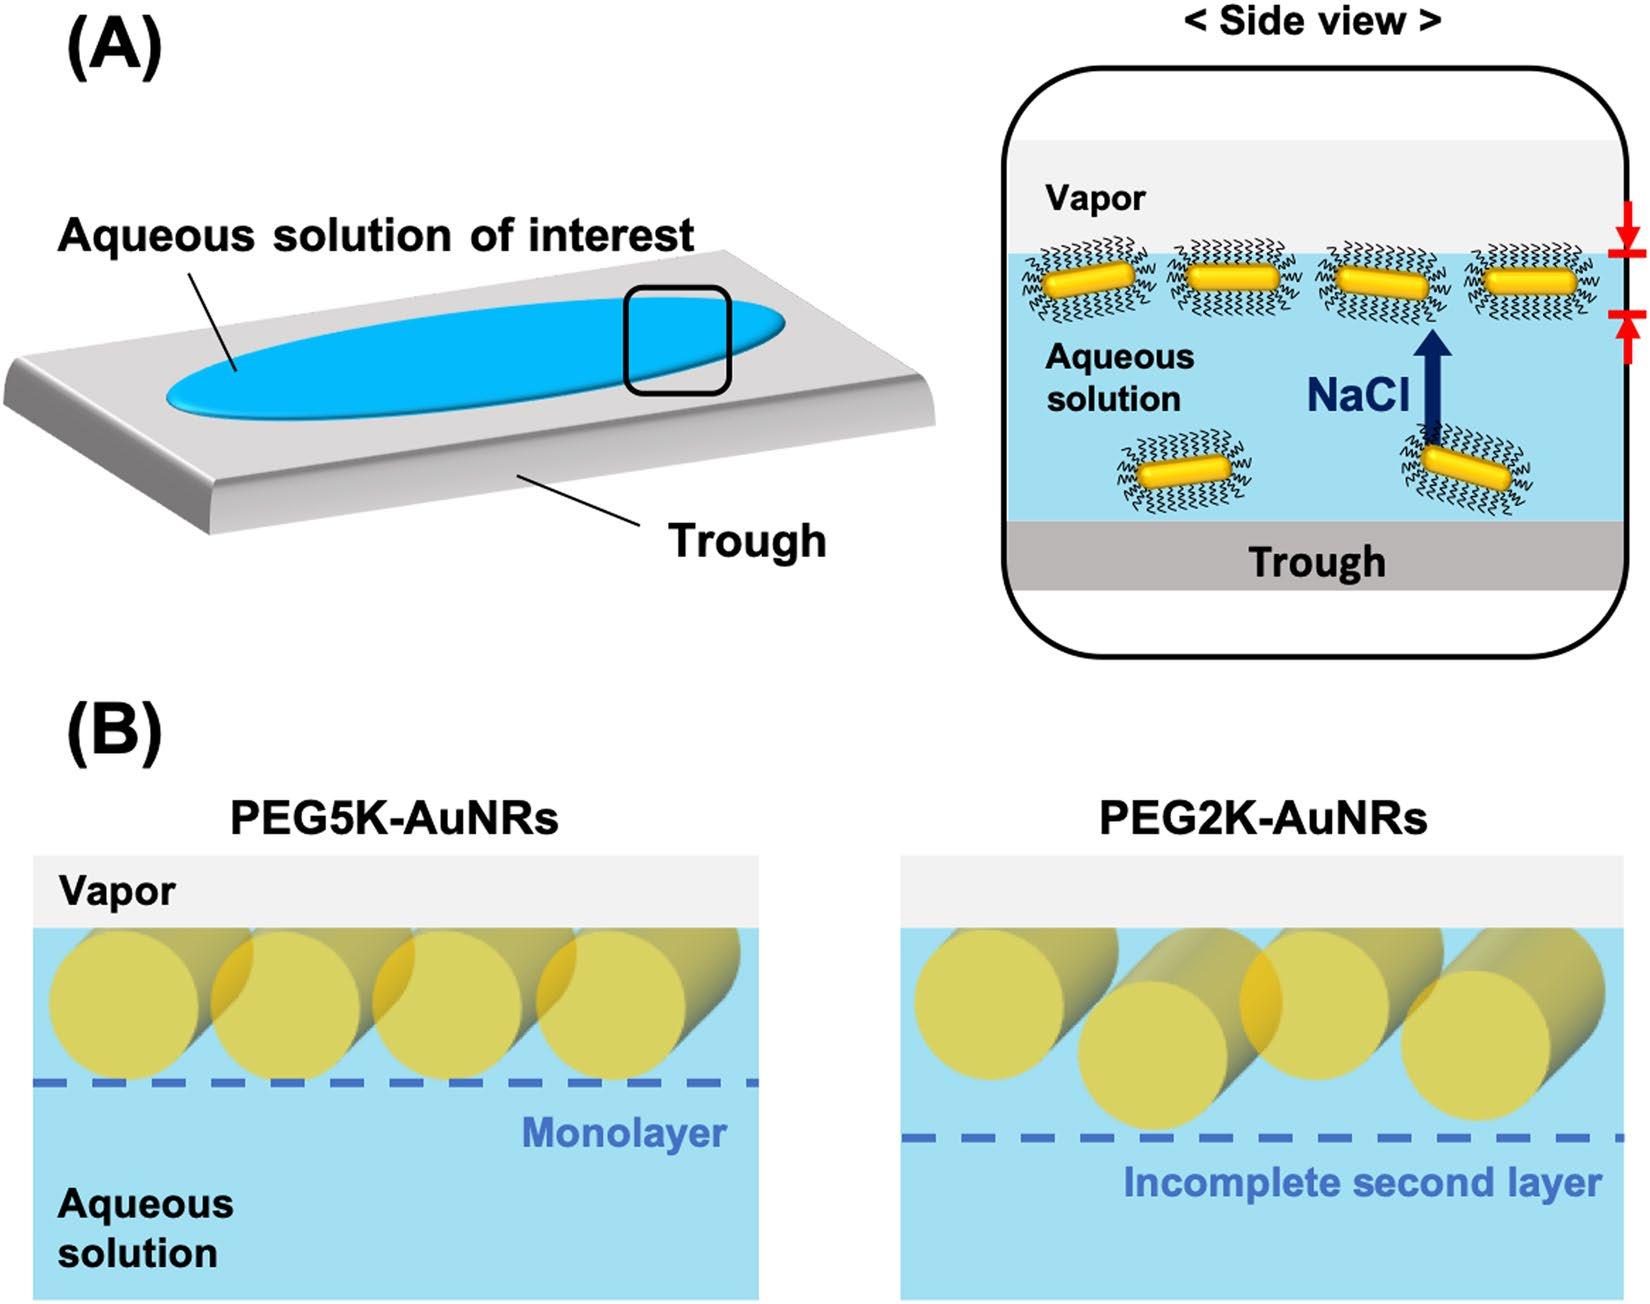 (A)
< Side view >
Aqueous solution of interest
Trough
Vapor
Aqueous
solution
NaCl
Trough
(B)
PEG5K-AuNRs
Vapor
Monolayer
Aqueous
solution
PEG2K-AuNRs
Incomplete second layer